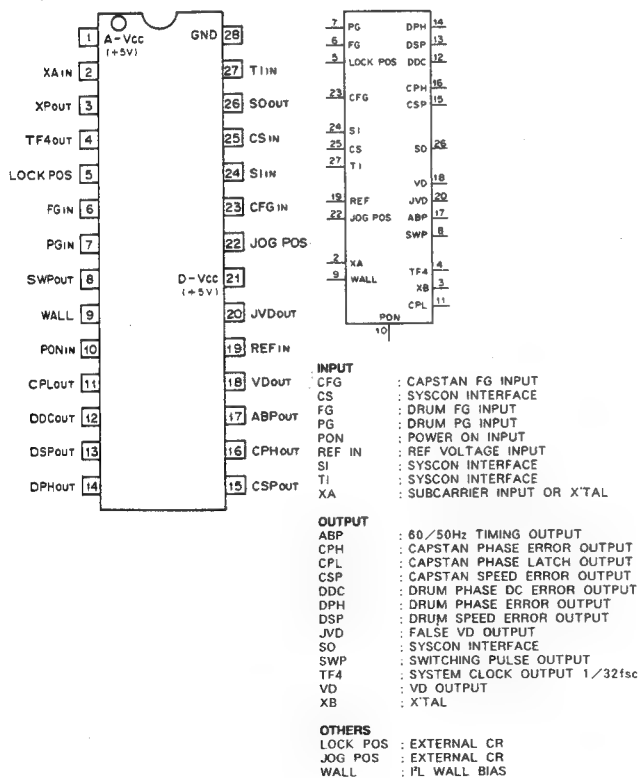 1 A-Vcc GND 28
(+5V)
XAIN 2 27 TIIN
XPOUT 3 26 SOOUT
TF4OUT 4 25 CSIN
LOCK POS 5 24 SIIN
FGIN 6 23 CFGIN
PGIN 7 22 JOG POS
SWPOUT 8 D-Vcc 21
(+5V)
WALL 9 20 JVDOUT
PONIN 10 19 REFIN
CPLOUT 11 18 VDOUT
DDCOUT 12 17 ABPOUT
DSPOUT 13 16 CPHOUT
DPHOUT 14 15 CSPOUT
7 PG DPH 14
6 FG DSP 13
5 LOCK POS DDC 12
CPH 16
23 CFG CSP 15
24 SI
25 CS SO 26
27 TI
VD 18
19 REF JVD 20
22 JOG POS ABP 17
SWP 8
2 XA TF4 4
9 WALL XB 3
CPL 11
PON
10
INPUT
CFG : CAPSTAN FG INPUT
CS : SYSCON INTERFACE
FG : DRUM FG INPUT
PG : DRUM PG INPUT
PON : POWER ON INPUT
REF IN : REF VOLTAGE INPUT
SI : SYSCON INTERFACE
TI : SYSCON INTERFACE
XA : SUBCARRIER INPUT OR X'TAL
OUTPUT
ABP : 60/50Hz TIMING OUTPUT
CPH : CAPSTAN PHASE ERROR OUTPUT
CPL : CAPSTAN PHASE LATCH OUTPUT
CSP : CAPSTAN SPEED ERROR OUTPUT
DDC : DRUM PHASE DC ERROR OUTPUT
DPH : DRUM PHASE ERROR OUTPUT
DSP : DRUM SPEED ERROR OUTPUT
JVD : FALSE VD OUTPUT
SO : SYSCON INTERFACE
SWP : SWITCHING PULSE OUTPUT
TF4 : SYSTEM CLOCK OUTPUT 1/32fsc
VD : VD OUTPUT
XB : X'TAL
OTHERS
LOCK POS : EXTERNAL CR
JOG POS : EXTERNAL CR
WALL : I²L WALL BIAS